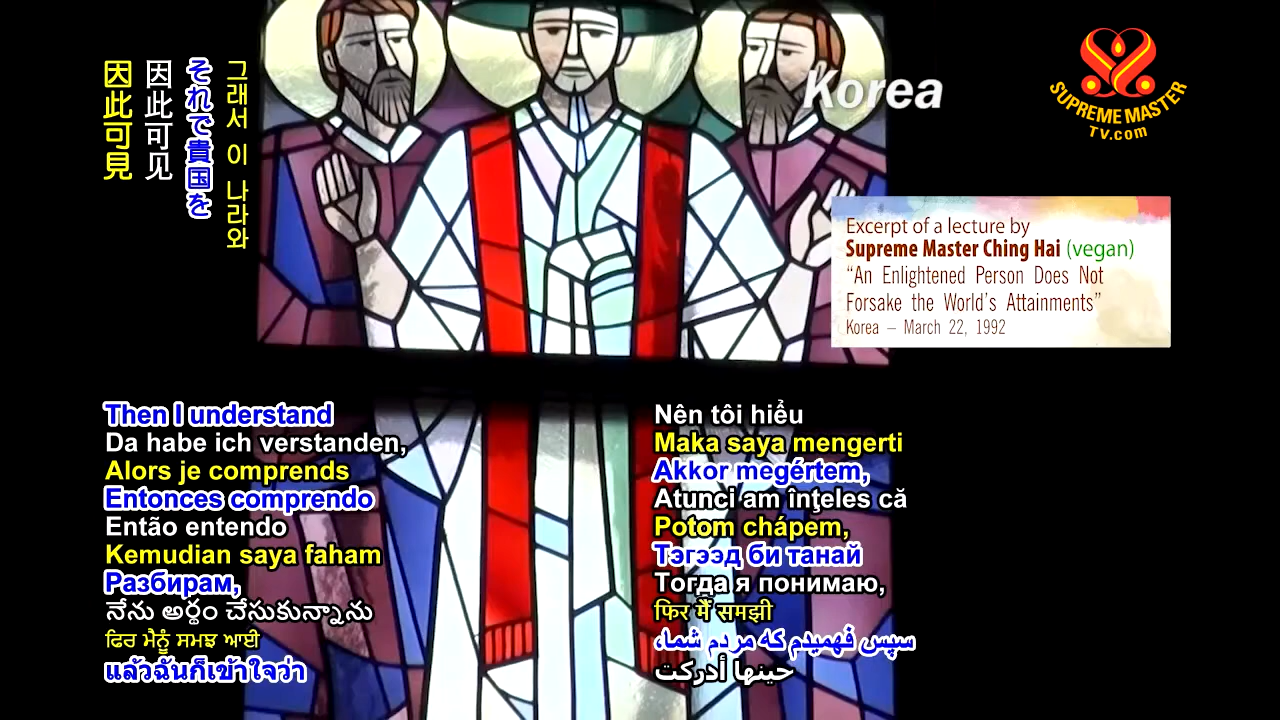 그래서 이 나라와
それで貴国を
因此可见
因此可見
Korea
SUPREME MASTER
TV.com
Excerpt of a lecture by
Supreme Master Ching Hai (vegan)
“An Enlightened Person Does Not
Forsake the World’s Attainments”
Korea – March 22, 1992
Then I understand
Da habe ich verstanden,
Alors je comprends
Entonces comprendo
Então entendo
Kemudian saya faham
Разбирам,
నేను అర్థం చేసుకున్నాను
ਫਿਰ ਮੈਨੂੰ ਸਮਝ ਆਈ
แล้วฉันก็เข้าใจว่า
Nên tôi hiểu
Maka saya mengerti
Akkor megértem,
Atunci am înţeles că
Potom chápem,
Тэгээд би танай
Тогда я понимаю,
फिर मैं समझी
سپس فهمیدم که مردم شما،
حينها أدركت